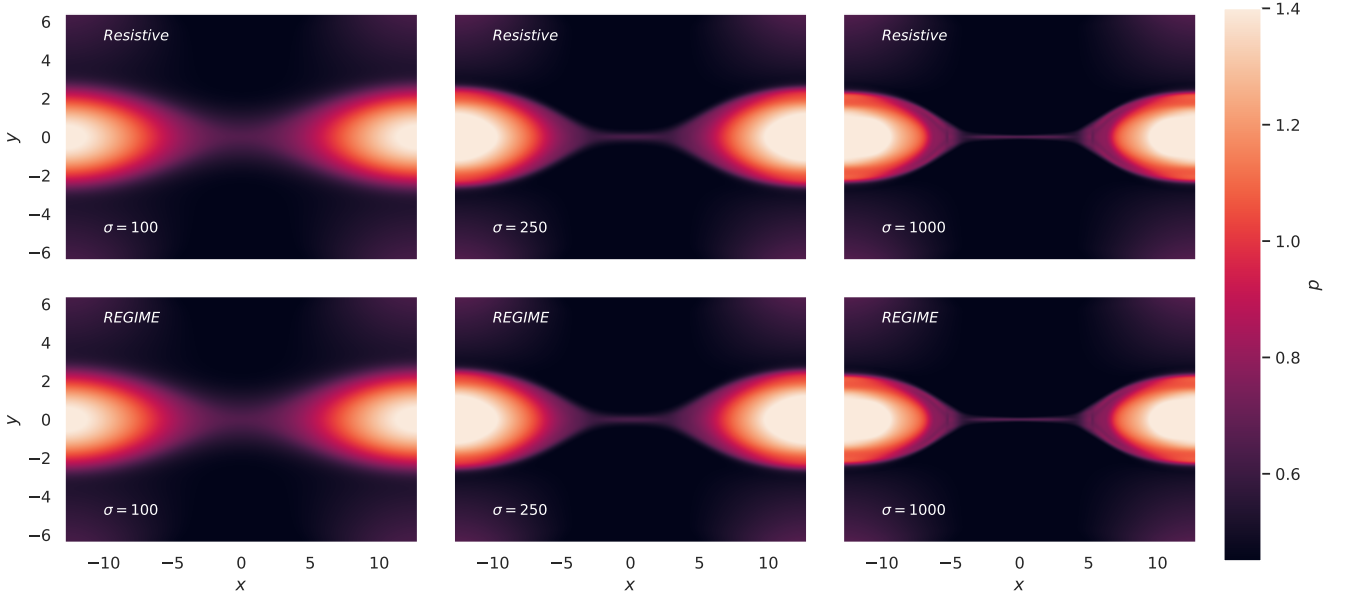 6
4
2
0
−2
−4
−6
y
Resistive
σ = 100
Resistive
σ = 250
Resistive
σ = 1000
6
4
2
0
−2
−4
−6
y
REGIME
σ = 100
REGIME
σ = 250
REGIME
σ = 1000
−10 −5 0 5 10
x
−10 −5 0 5 10
x
−10 −5 0 5 10
x
1.4
1.2
1.0
0.8
0.6
p